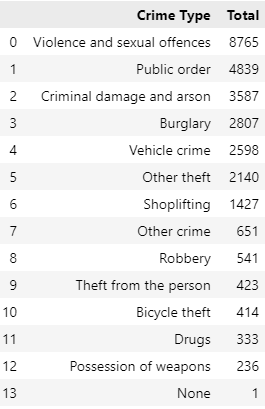 Crime Type Total
0 Violence and sexual offences 8765
1 Public order 4839
2 Criminal damage and arson 3587
3 Burglary 2807
4 Vehicle crime 2598
5 Other theft 2140
6 Shoplifting 1427
7 Other crime 651
8 Robbery 541
9 Theft from the person 423
10 Bicycle theft 414
11 Drugs 333
12 Possession of weapons 236
13 None 1